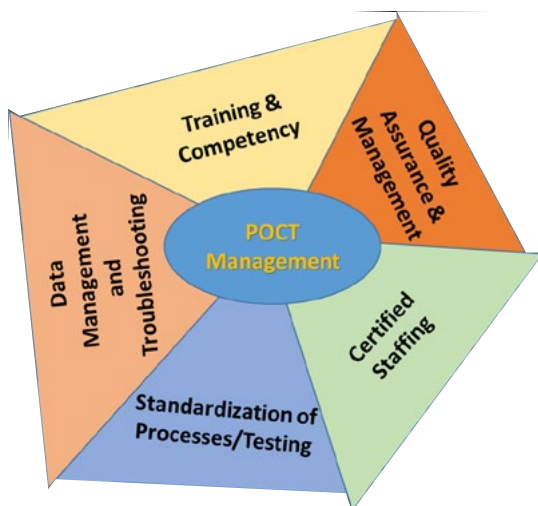 Training &
Competency
Quality
Assurance &
Management
POCT
Management
Data
Management
and
Troubleshooting
Certified
Staffing
Standardization of
Processes/Testing